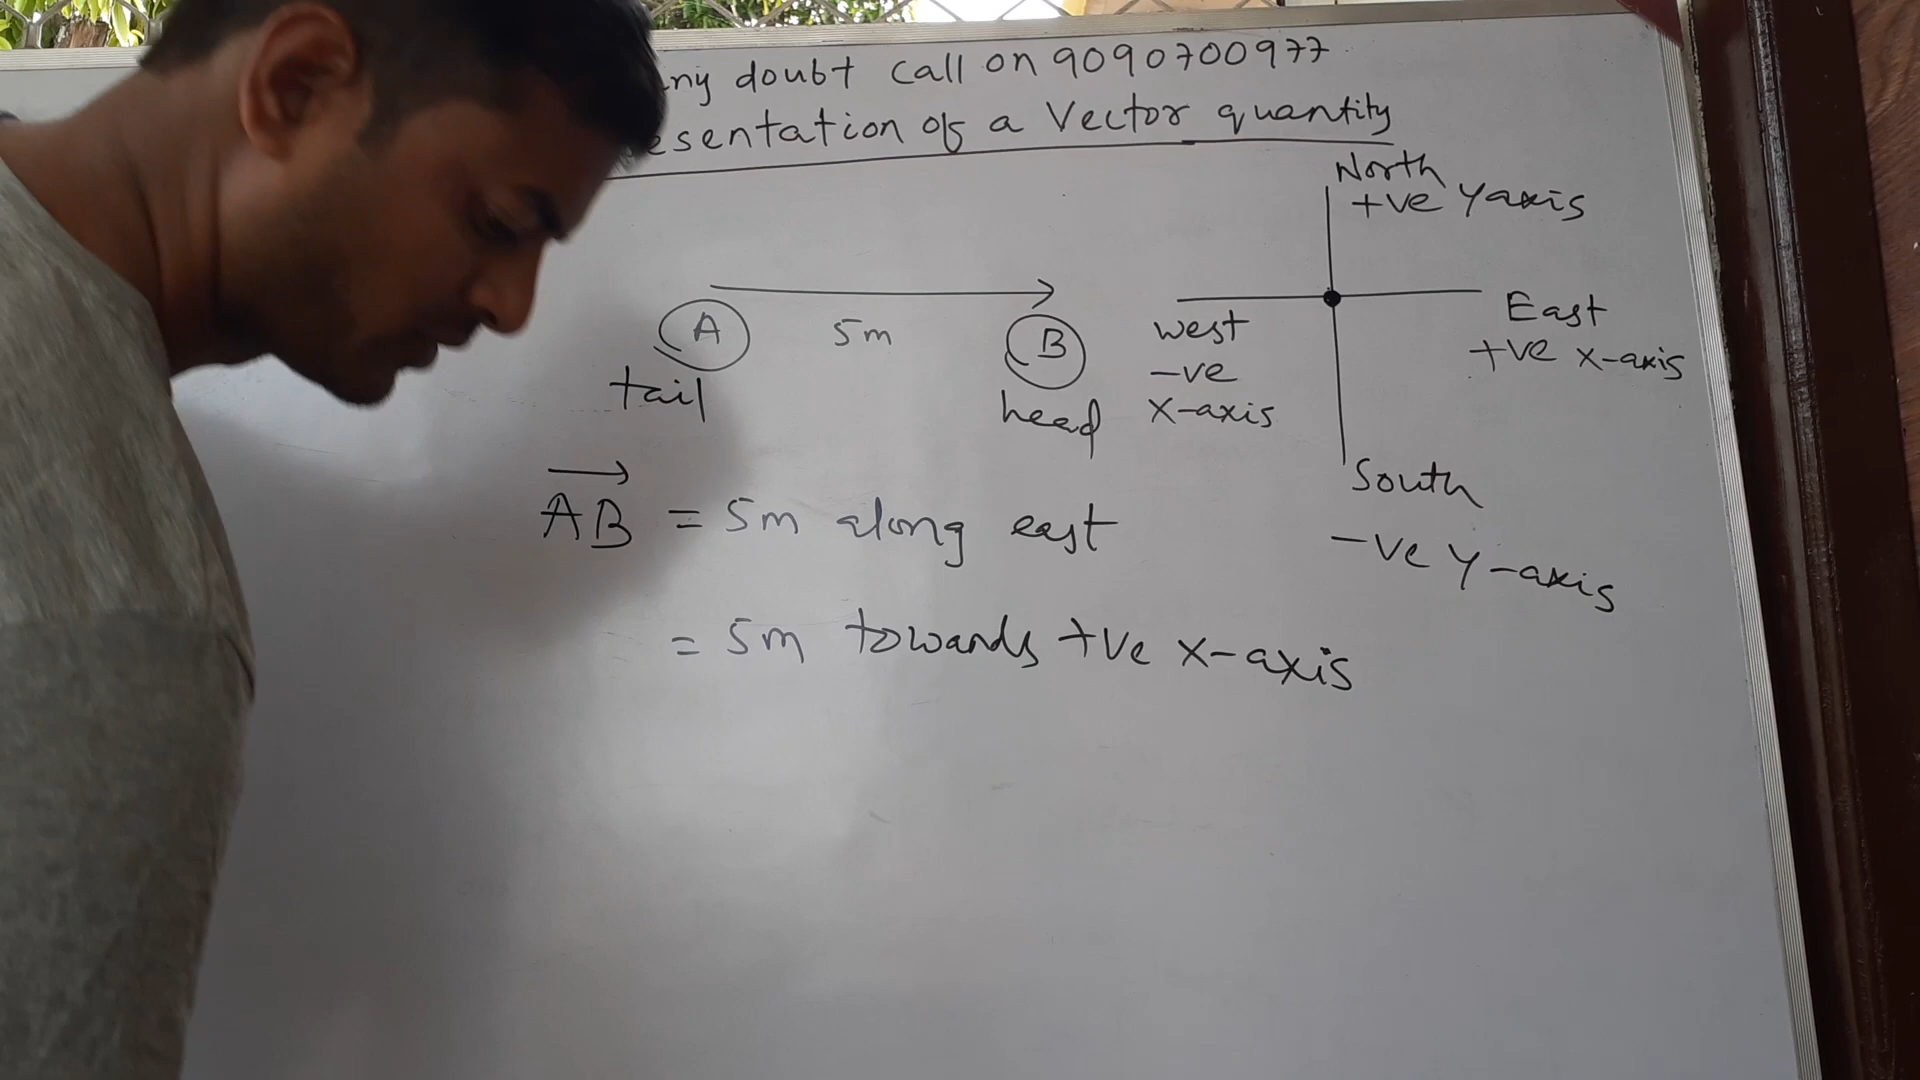 ny doubt call on 9090700977
esentation of a Vector quantity
North
+ve Y axis
A 5m B
tail head
west
-ve
X-axis
East
+ve X-axis
South
-ve Y-axis
AB = 5m along east
= 5m towards +ve X-axis